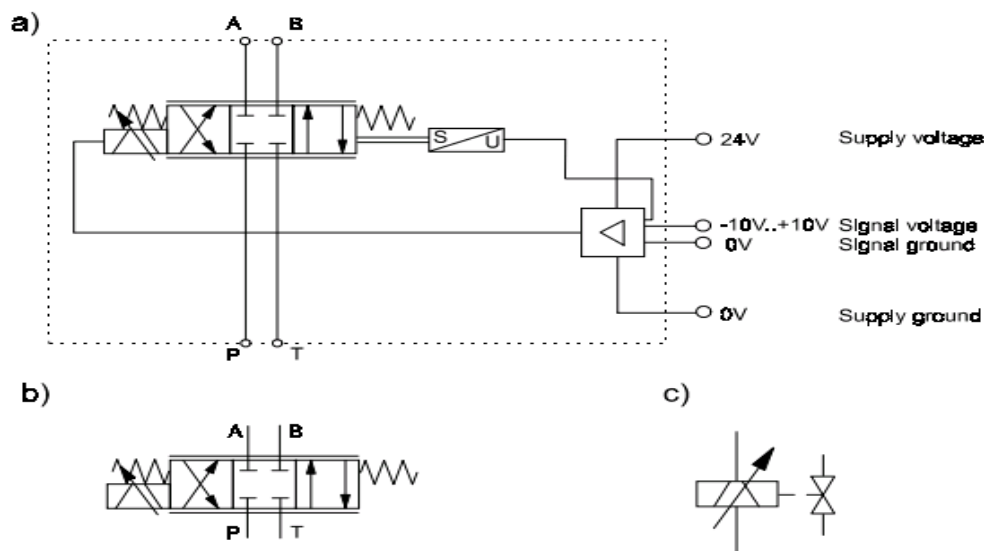 a)
A B
S U
24V Supply voltage
-10V..+10V Signal voltage
0V Signal ground
0V Supply ground
P T
b)
A B
P T
c)